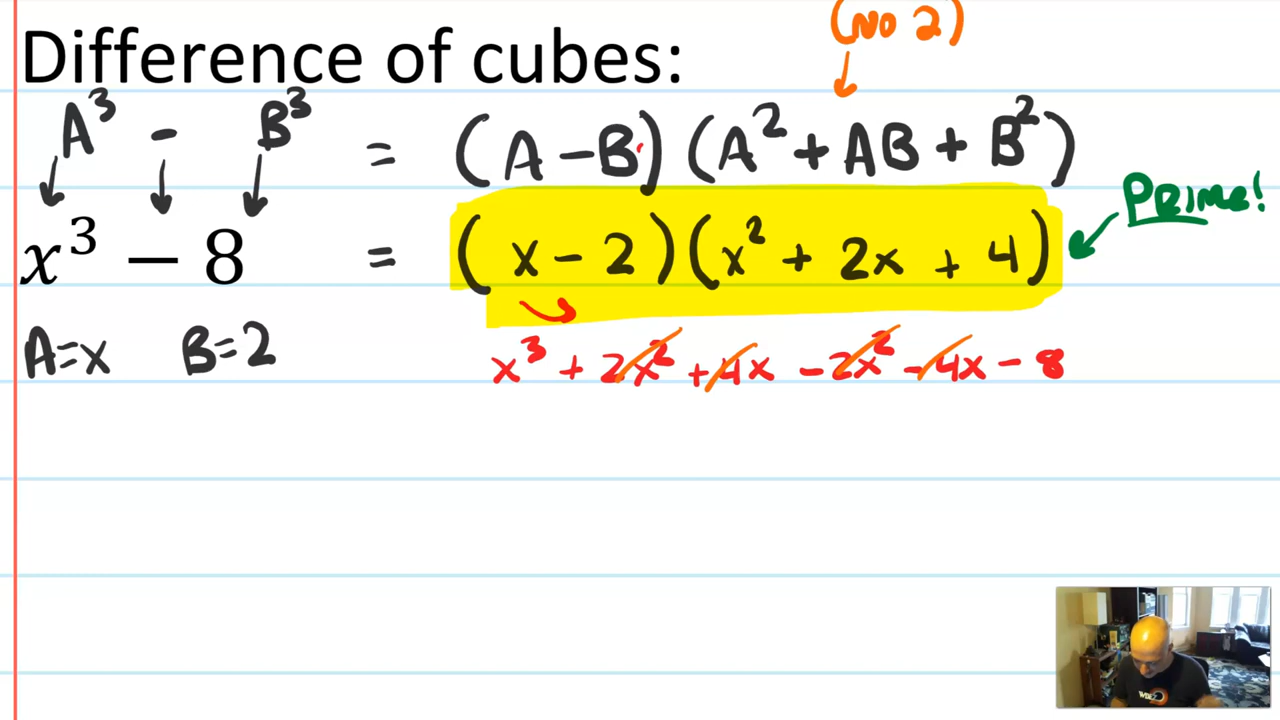 Difference of cubes:
(NO 2)
A³ - B³ = (A - B) (A² + AB + B²)
PRIME!
x³ − 8 = (x - 2)(x² + 2x + 4)
A=x B=2
x³ + 2x² + 4x - 2x² - 4x - 8